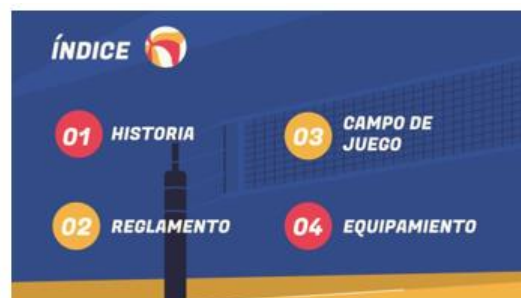 ÍNDICE
01 HISTORIA
02 REGLAMENTO
03 CAMPO DE
JUEGO
04 EQUIPAMIENTO